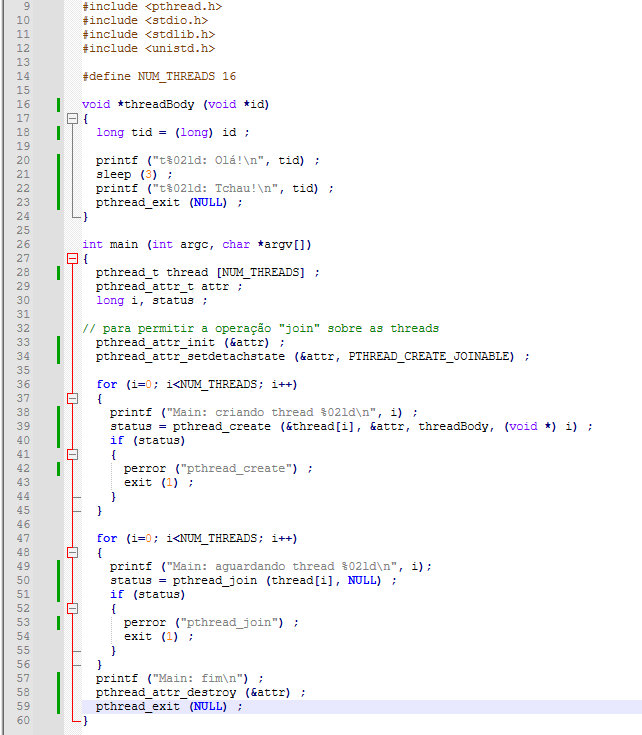 9 #include <pthread.h>
10 #include <stdio.h>
11 #include <stdlib.h>
12 #include <unistd.h>
13
14 #define NUM_THREADS 16
15
16 void *threadBody (void *id)
17 {
18 long tid = (long) id ;
19
20 printf ("t%02ld: Olá!\n", tid) ;
21 sleep (3) ;
22 printf ("t%02ld: Tchau!\n", tid) ;
23 pthread_exit (NULL) ;
24 }
25
26 int main (int argc, char *argv[])
27 {
28 pthread_t thread [NUM_THREADS] ;
29 pthread_attr_t attr ;
30 long i, status ;
31
32 // para permitir a operação "join" sobre as threads
33 pthread_attr_init (&attr) ;
34 pthread_attr_setdetachstate (&attr, PTHREAD_CREATE_JOINABLE) ;
35
36 for (i=0; i<NUM_THREADS; i++)
37 {
38 printf ("Main: criando thread %02ld\n", i) ;
39 status = pthread_create (&thread[i], &attr, threadBody, (void *) i) ;
40 if (status)
41 {
42 perror ("pthread_create") ;
43 exit (1) ;
44 }
45 }
46
47 for (i=0; i<NUM_THREADS; i++)
48 {
49 printf ("Main: aguardando thread %02ld\n", i);
50 status = pthread_join (thread[i], NULL) ;
51 if (status)
52 {
53 perror ("pthread_join") ;
54 exit (1) ;
55 }
56 }
57 printf ("Main: fim\n") ;
58 pthread_attr_destroy (&attr) ;
59 pthread_exit (NULL) ;
60 }